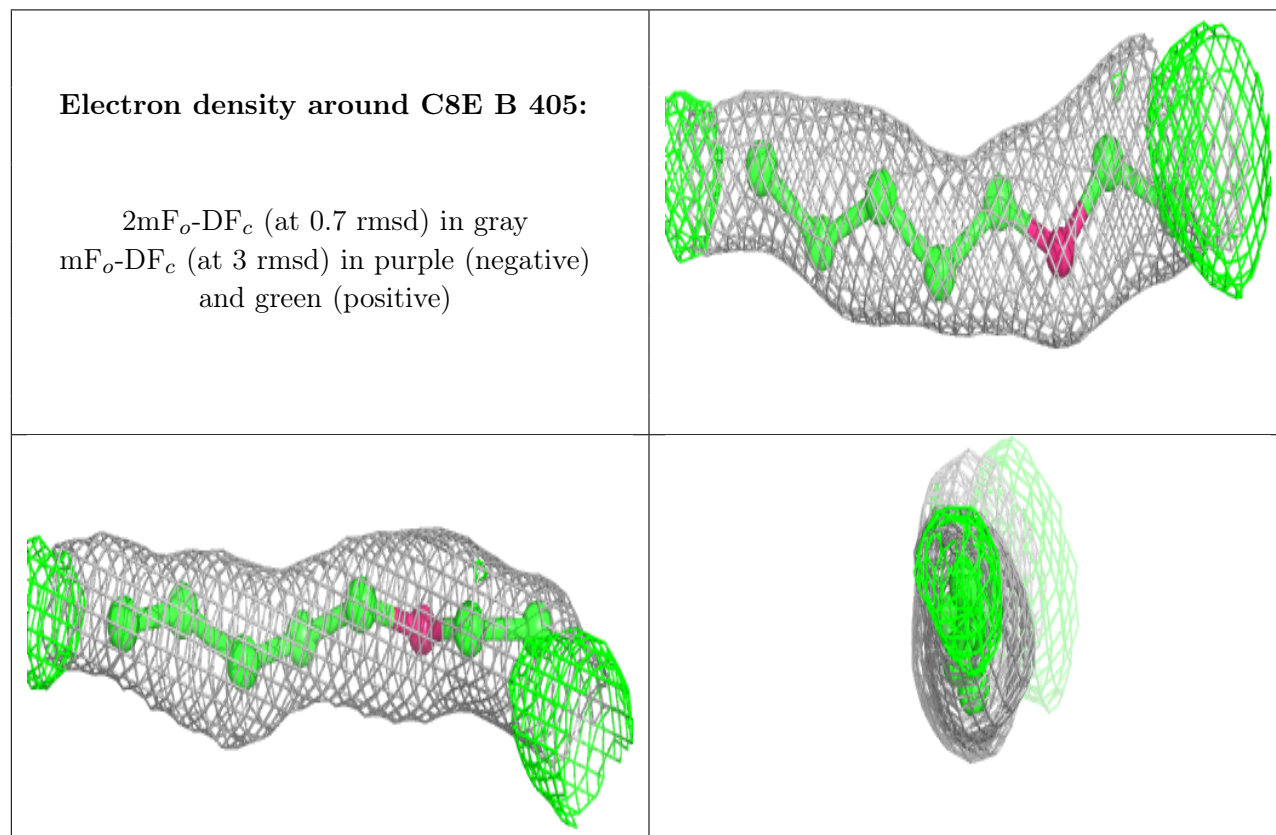 Electron density around C8E B 405:
2mFo-DFc (at 0.7 rmsd) in gray
mFo-DFc (at 3 rmsd) in purple (negative)
and green (positive)